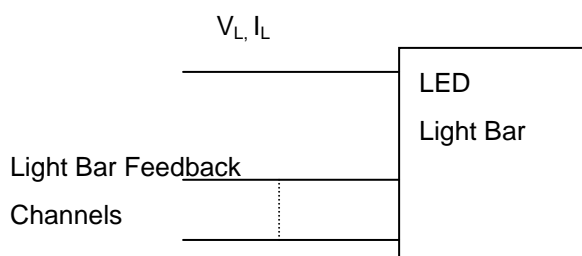 VL, IL
LED
Light Bar
Light Bar Feedback
Channels